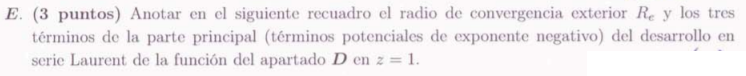 E. (3 puntos) Anotar en el siguiente recuadro el radio de convergencia exterior Rₑ y los tres
términos de la parte principal (términos potenciales de exponente negativo) del desarrollo en
serie Laurent de la función del apartado D en z = 1.